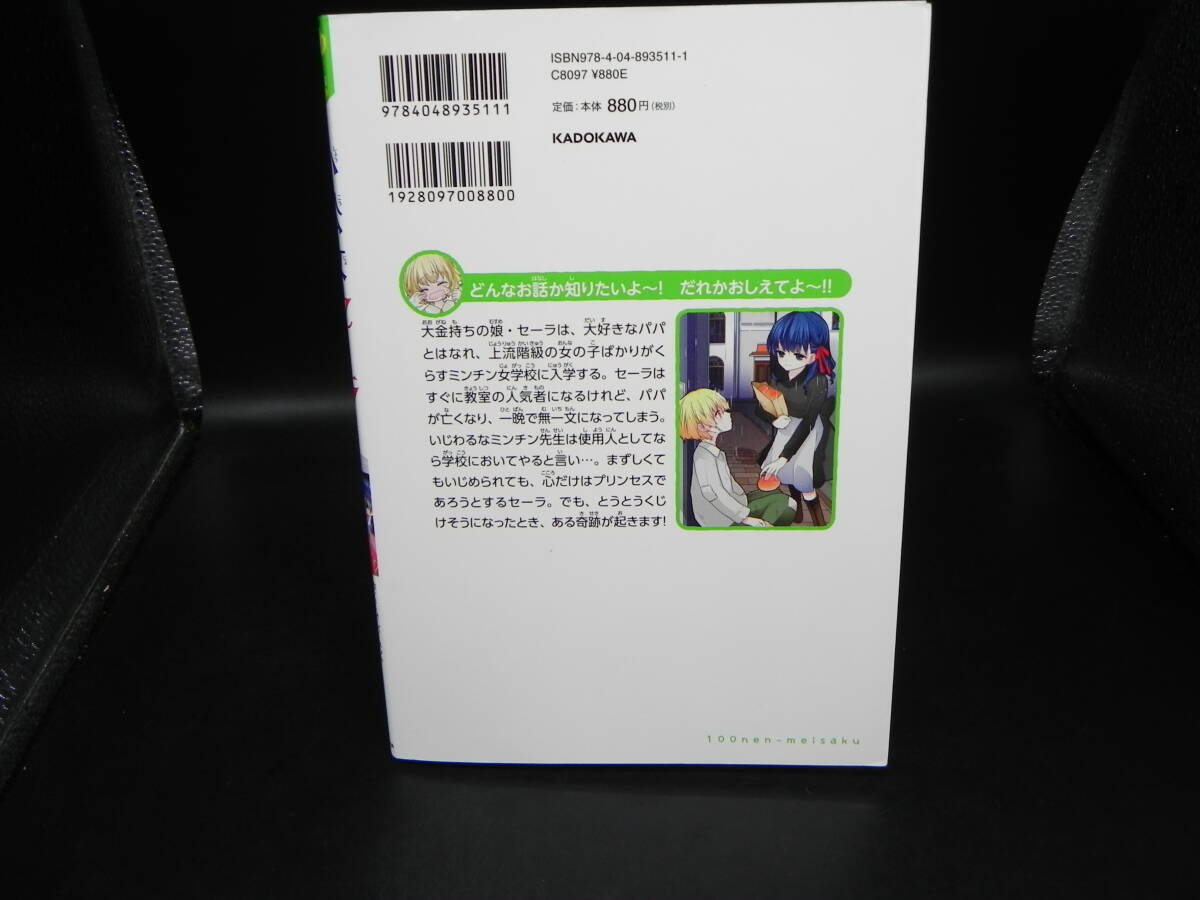 ISBN978-4-04-893511-1
C8097 ¥880E
9784048935111
定価:本体880円(税別)
KADOKAWA
1928097008800
どんなお話か知りたいよ〜! だれかおしえてよ〜!!
大金持ちの娘・セーラは、大好きなパパ
とはなれ、上流階級の女の子ばかりがく
らすミンチン女学校に入学する。セーラは
すぐに教室の人気者になるけれど、パパ
が亡くなり、一晩で無一文になってしまう。
いじわるなミンチン先生は使用人としてな
ら学校においてやると言い…。まずしくて
もいじめられても、心だけはプリンセスで
あろうとするセーラ。でも、とうとうくじ
けそうになったとき、ある奇跡が起きます!
100nen-meisaku